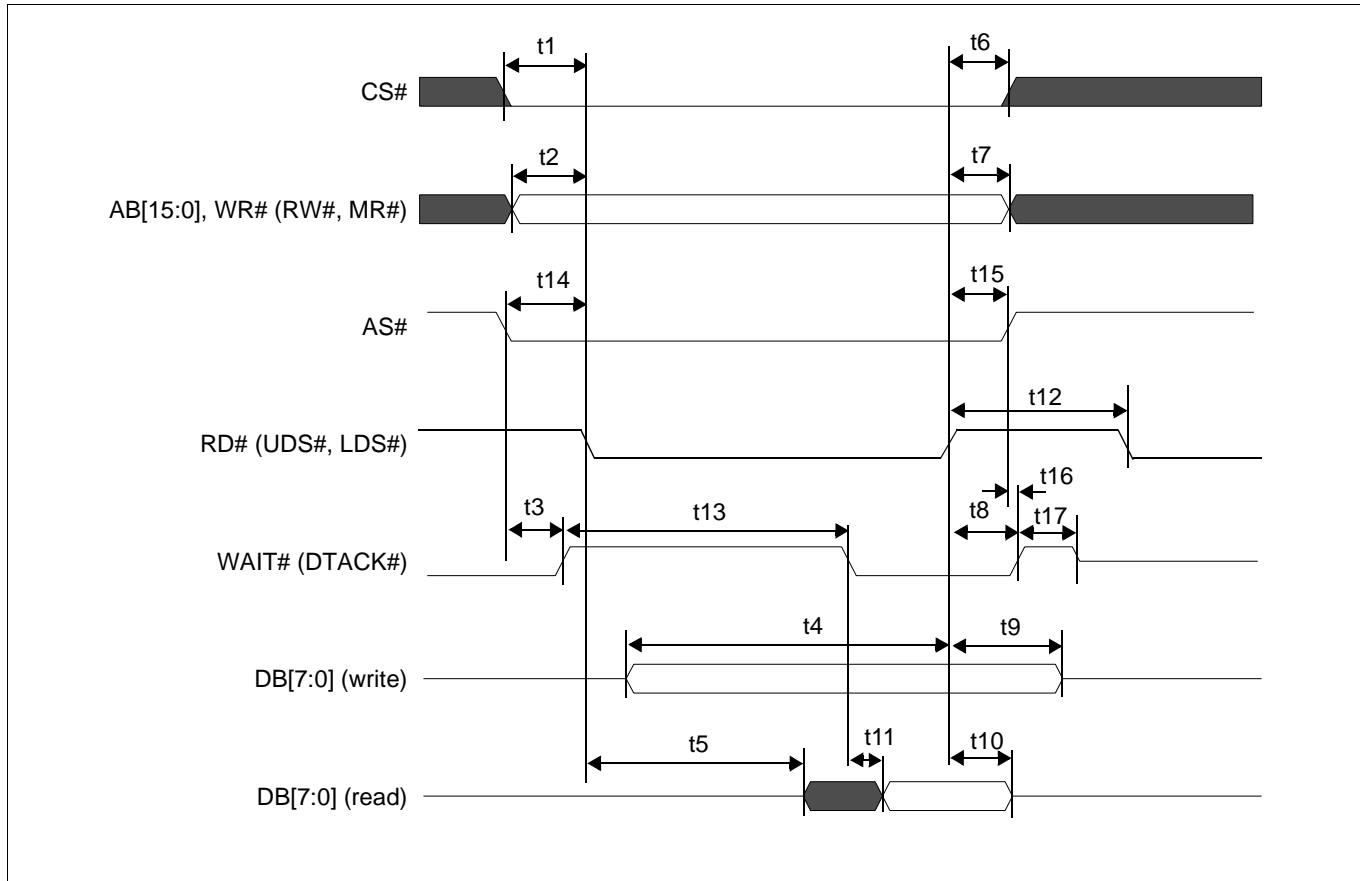 t1
t6
CS#
t2
t7
AB[15:0], WR# (RW#, MR#)
t14
t15
AS#
t12
RD# (UDS#, LDS#)
t16
t3
t13
t8
t17
WAIT# (DTACK#)
t4
t9
DB[7:0] (write)
t5
t11
t10
DB[7:0] (read)